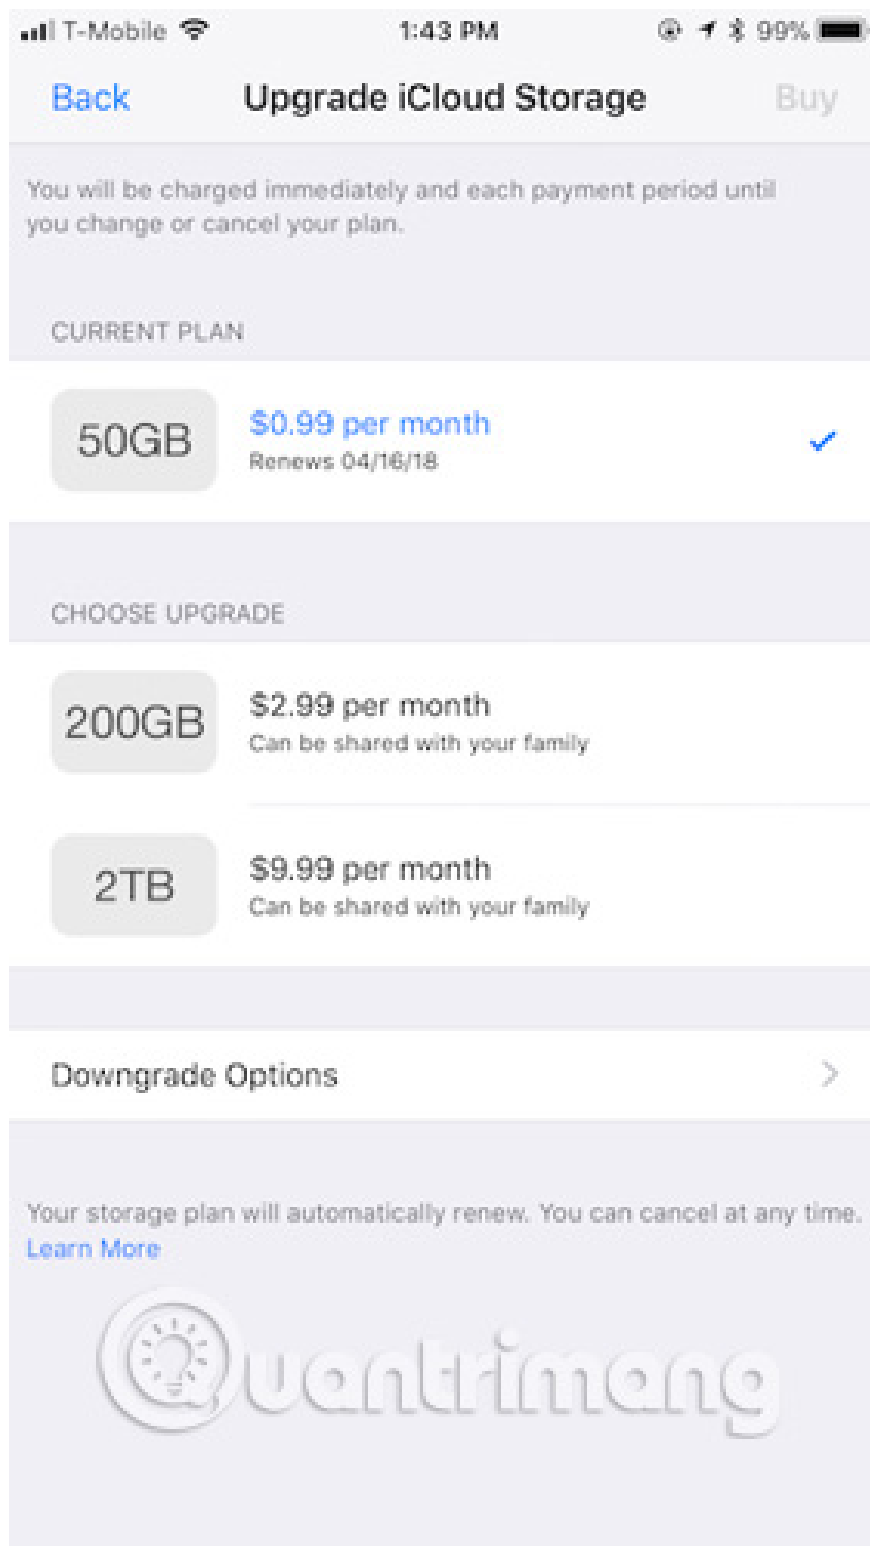 T-Mobile 1:43 PM 99%
Back Upgrade iCloud Storage Buy
You will be charged immediately and each payment period until
you change or cancel your plan.
CURRENT PLAN
50GB $0.99 per month
Renews 04/16/18
CHOOSE UPGRADE
200GB $2.99 per month
Can be shared with your family
2TB $9.99 per month
Can be shared with your family
Downgrade Options
Your storage plan will automatically renew. You can cancel at any time.
Learn More
Quantrimang